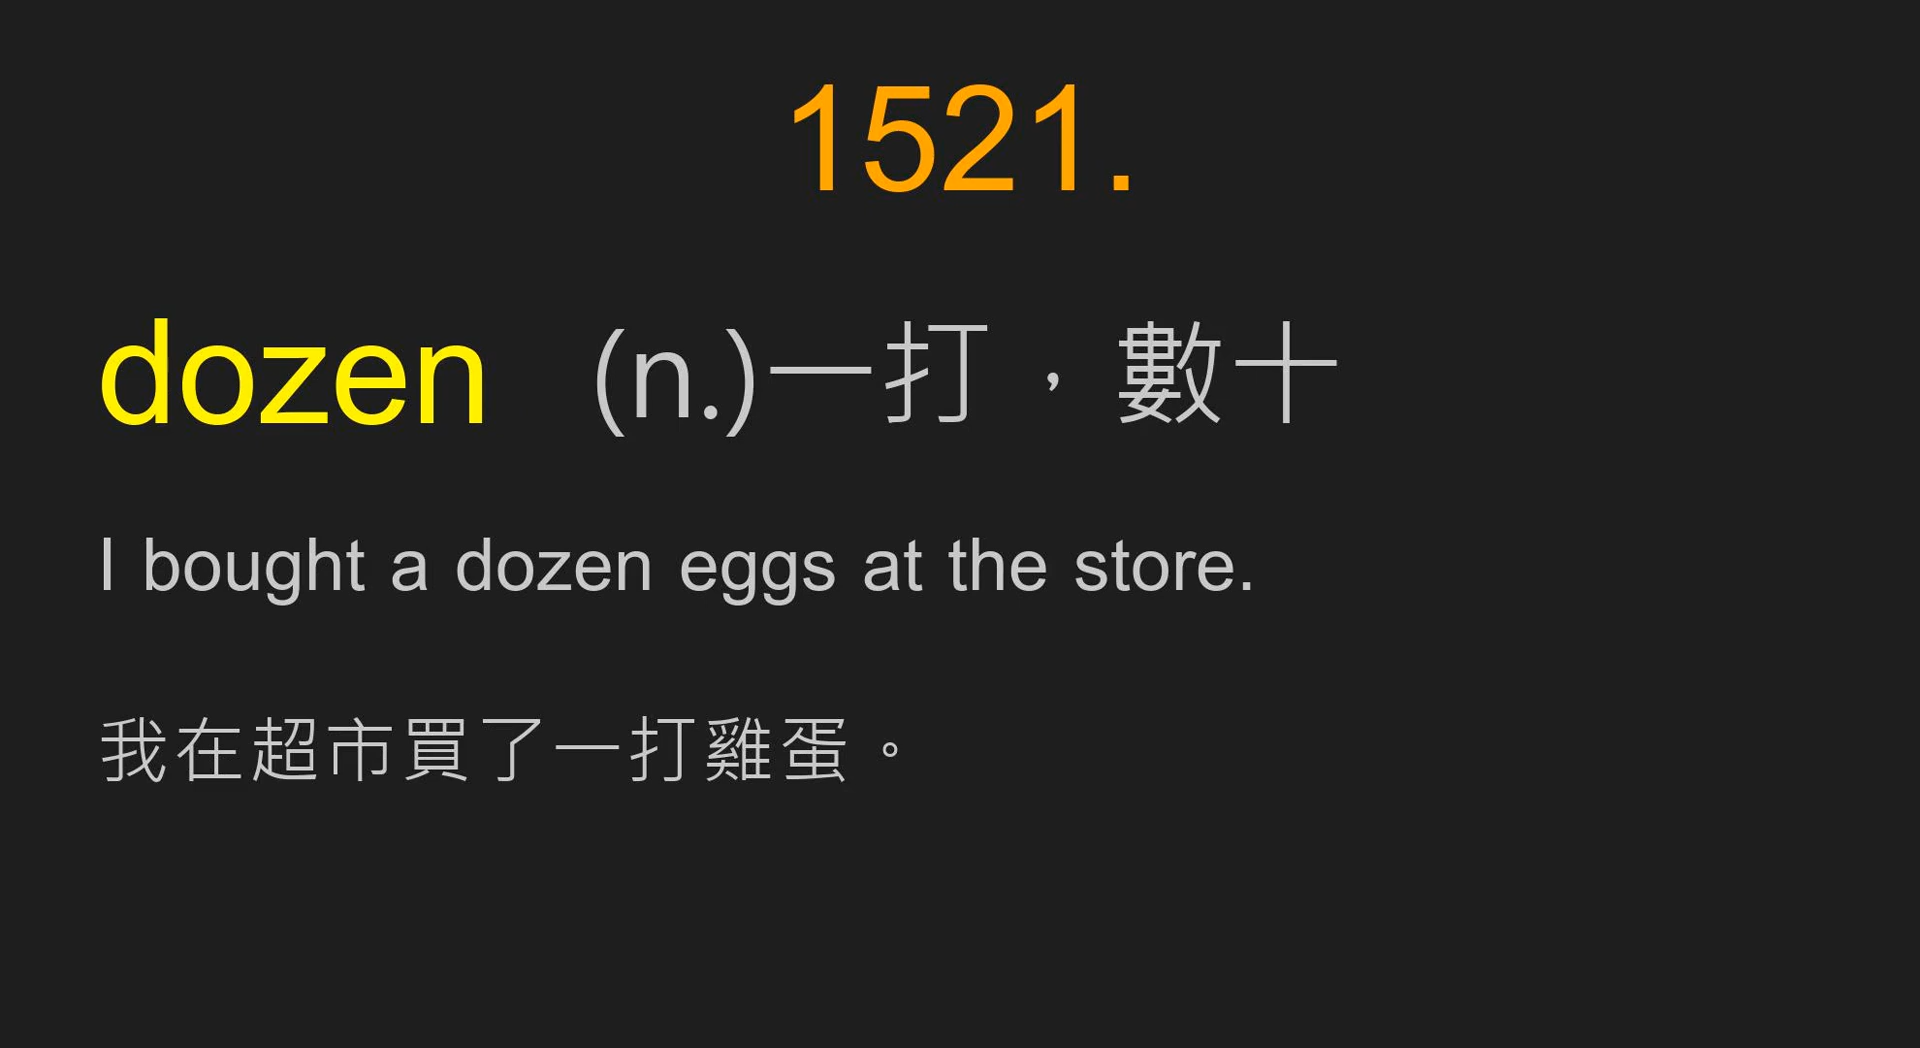 1521.
dozen (n.)一打，數十
I bought a dozen eggs at the store.
我在超市買了一打雞蛋。